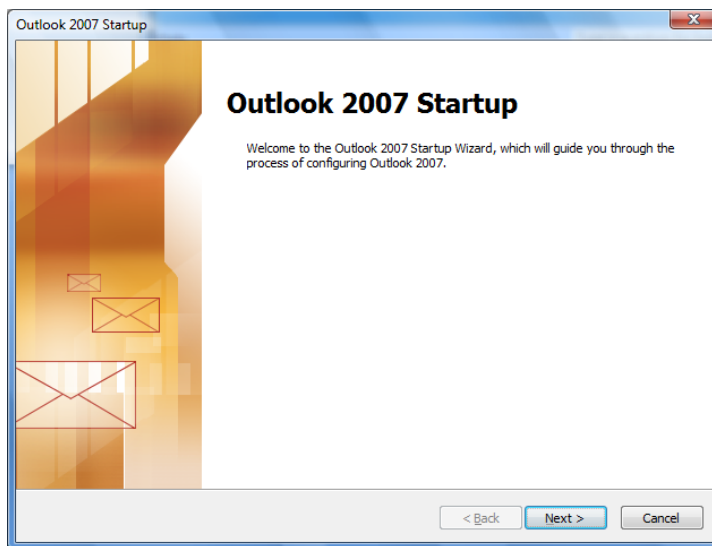 Outlook 2007 Startup
Outlook 2007 Startup
Welcome to the Outlook 2007 Startup Wizard, which will guide you through the
process of configuring Outlook 2007.
< Back Next > Cancel